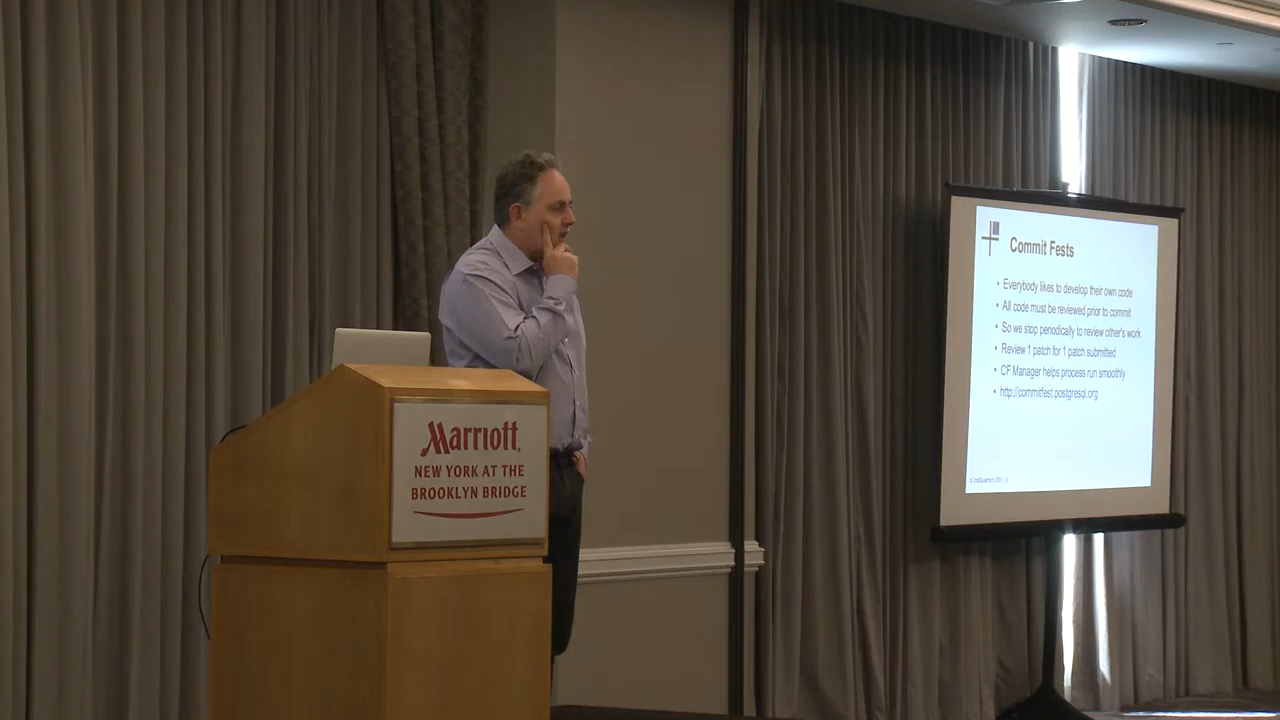 Marriott.
NEW YORK AT THE
BROOKLYN BRIDGE
Commit Fests
• Everybody likes to develop their own code
• All code must be reviewed prior to commit
• So we stop periodically to review other's work
• Review 1 patch for 1 patch submitted
• CF Manager helps process run smoothly
• http://commitfest.postgresql.org